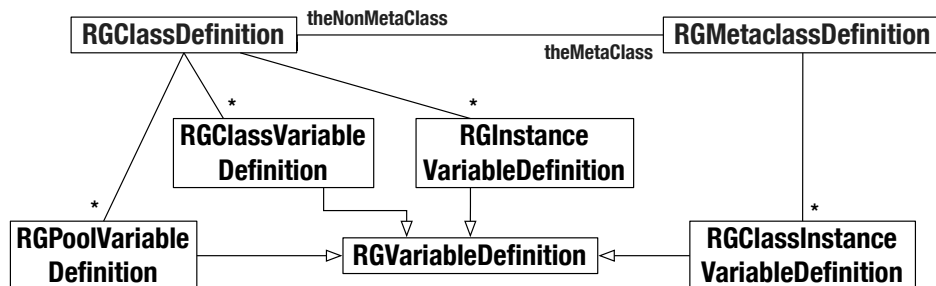 theNonMetaClass
RGClassDefinition
RGMetaclassDefinition
theMetaClass
*
*
RGClassVariable
Definition
RGInstance
VariableDefinition
*
*
RGPoolVariable
Definition
RGVariableDefinition
RGClassInstance
VariableDefinition